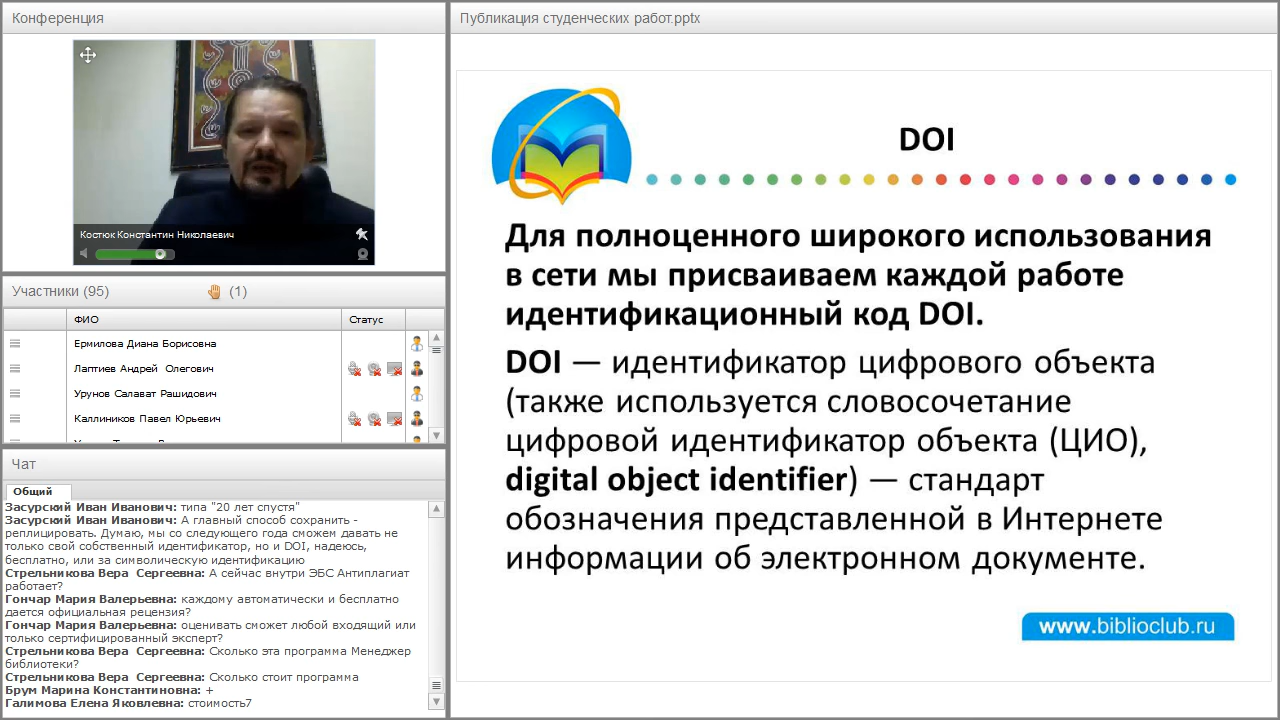 Конференция
Костюк Константин Николаевич
Участники (95)
(1)
ФИО
Статус
Ермилова Диана Борисовна
Лаптиев Андрей Олегович
Урунов Салават Рашидович
Каллиников Павел Юрьевич
Чат
Общий
Засурский Иван Иванович: типа "20 лет спустя"
Засурский Иван Иванович: А главный способ сохранить -
реплицировать. Думаю, мы со следующего года сможем давать не
только свой собственный идентификатор, но и DOI, надеюсь,
бесплатно, или за символическую идентификацию
Стрельникова Вера Сергеевна: А сейчас внутри ЭБС Антиплагиат
работает?
Гончар Мария Валерьевна: каждому автоматически и бесплатно
дается официальная рецензия?
Гончар Мария Валерьевна: оценивать сможет любой входящий или
только сертифицированный эксперт?
Стрельникова Вера Сергеевна: Сколько эта программа Менеджер
библиотеки?
Стрельникова Вера Сергеевна: Сколько стоит программа
Брум Марина Константиновна: +
Галимова Елена Яковлевна: стоимость7
Публикация студенческих работ.pptx
DOI
Для полноценного широкого использования
в сети мы присваиваем каждой работе
идентификационный код DOI.
DOI — идентификатор цифрового объекта
(также используется словосочетание
цифровой идентификатор объекта (ЦИО),
digital object identifier) — стандарт
обозначения представленной в Интернете
информации об электронном документе.
www.biblioclub.ru